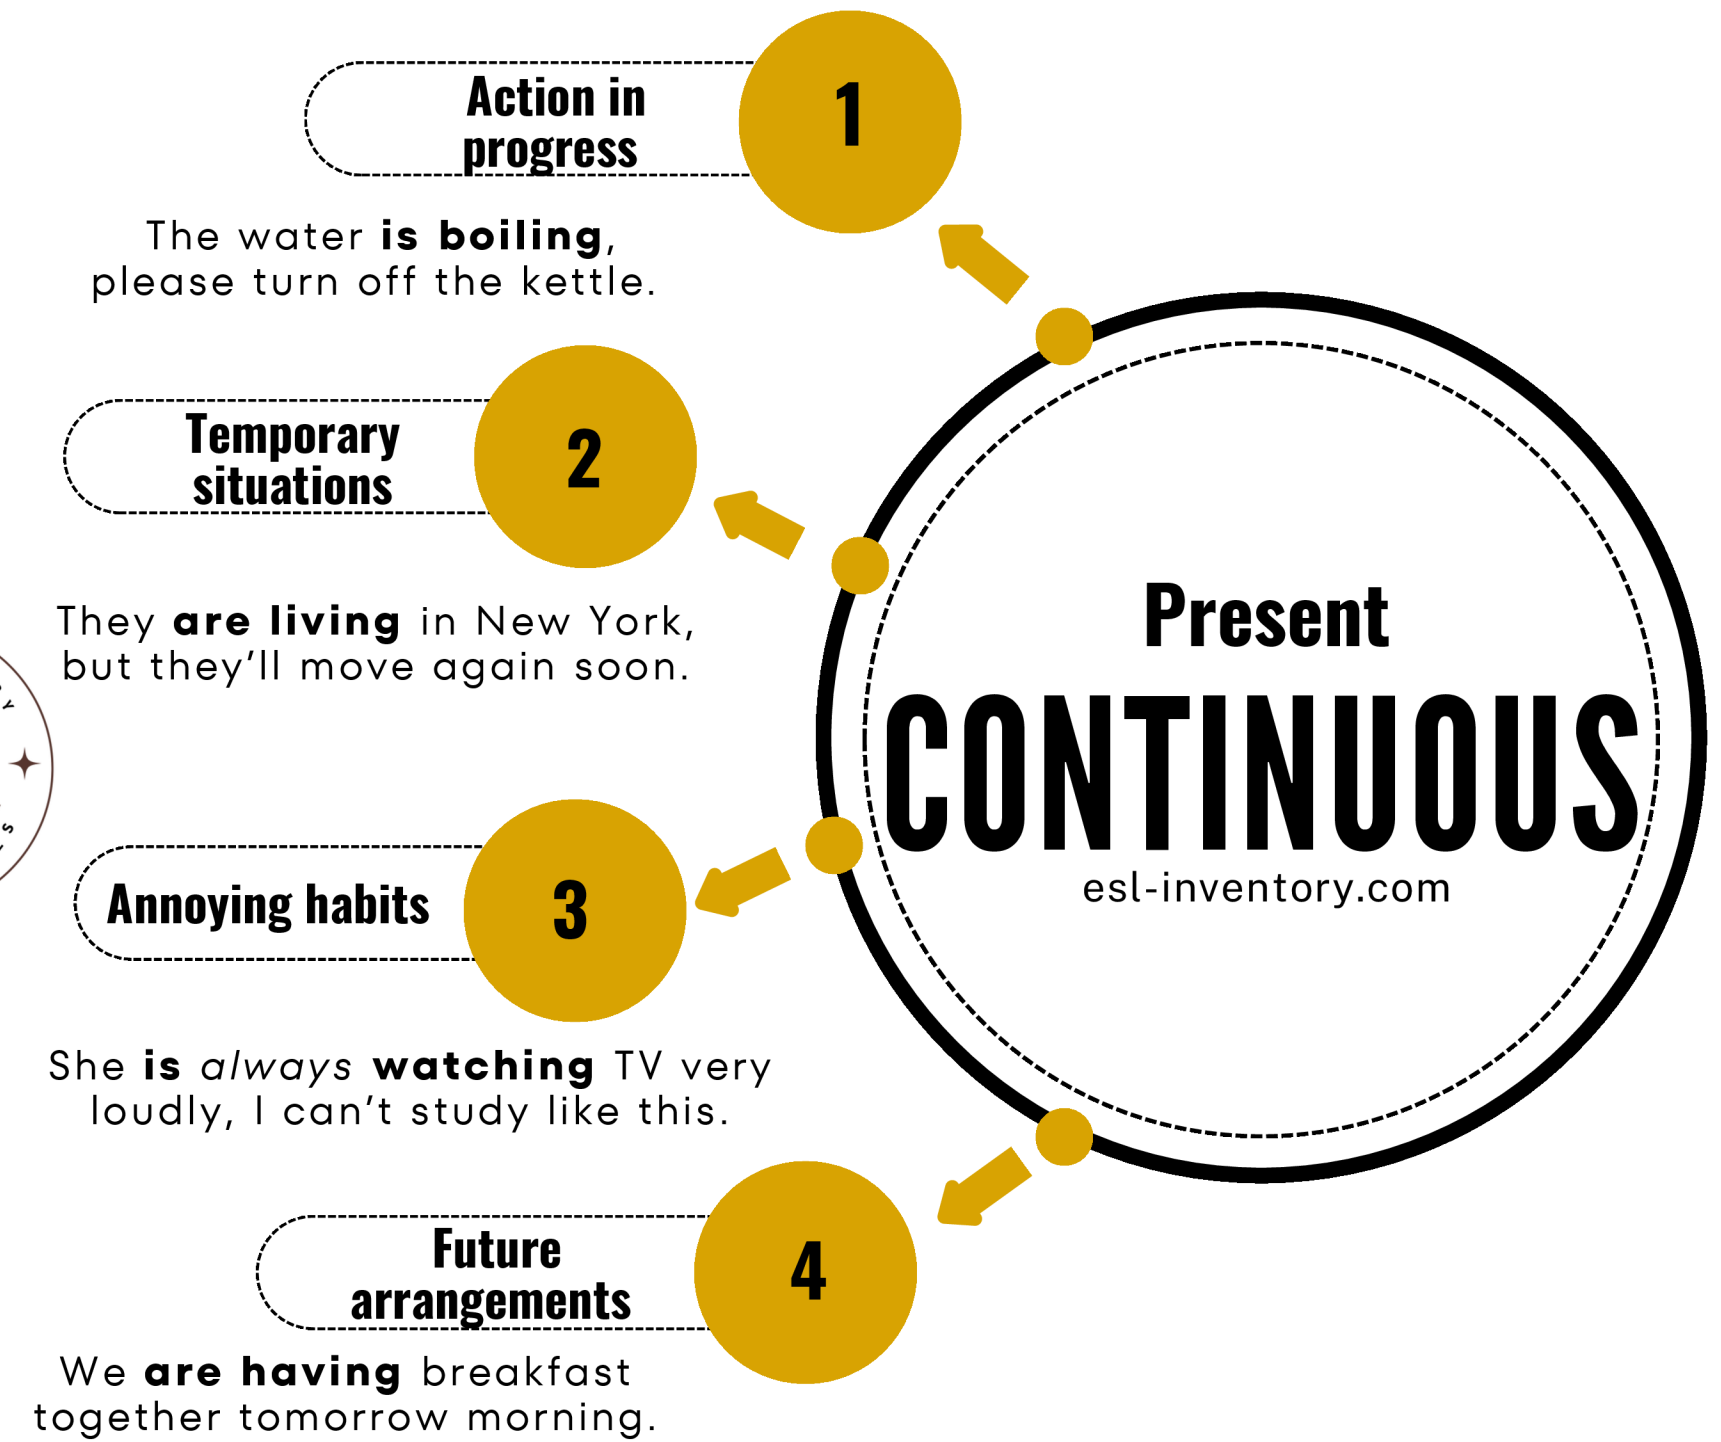 Action in
progress
1
The water is boiling,
please turn off the kettle.
Temporary
situations
2
They are living in New York,
but they'll move again soon.
Present
CONTINUOUS
esl-inventory.com
Annoying habits
3
She is always watching TV very
loudly, I can't study like this.
Future
arrangements
4
We are having breakfast
together tomorrow morning.